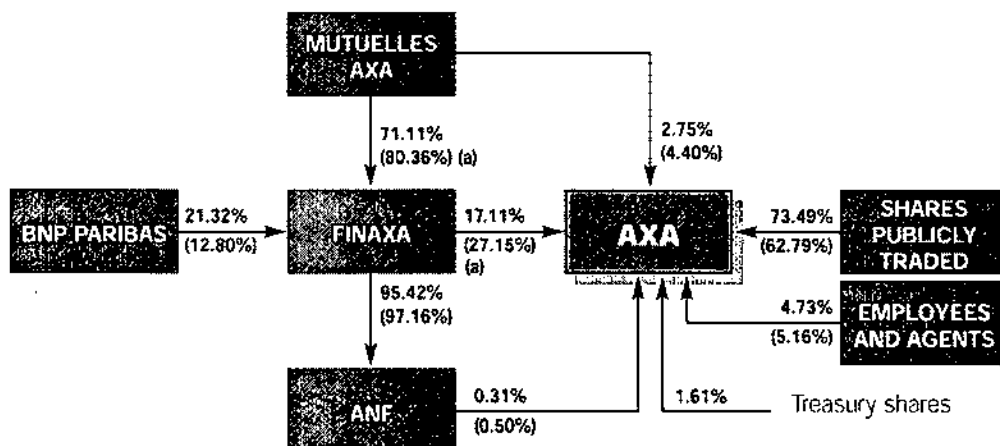 MUTUELLES
AXA
71.11%
(80.36%) (a)
2.75%
(4.40%)
BNP PARIBAS
21.32%
(12.80%)
FINAXA
17.11%
(27.15%)
(a)
AXA
73.49%
(62.79%)
SHARES
PUBLICLY
TRADED
95.42%
(97.16%)
4.73%
(5.16%)
EMPLOYEES
AND AGENTS
ANF
0.31%
(0.50%)
1.61%
Treasury shares